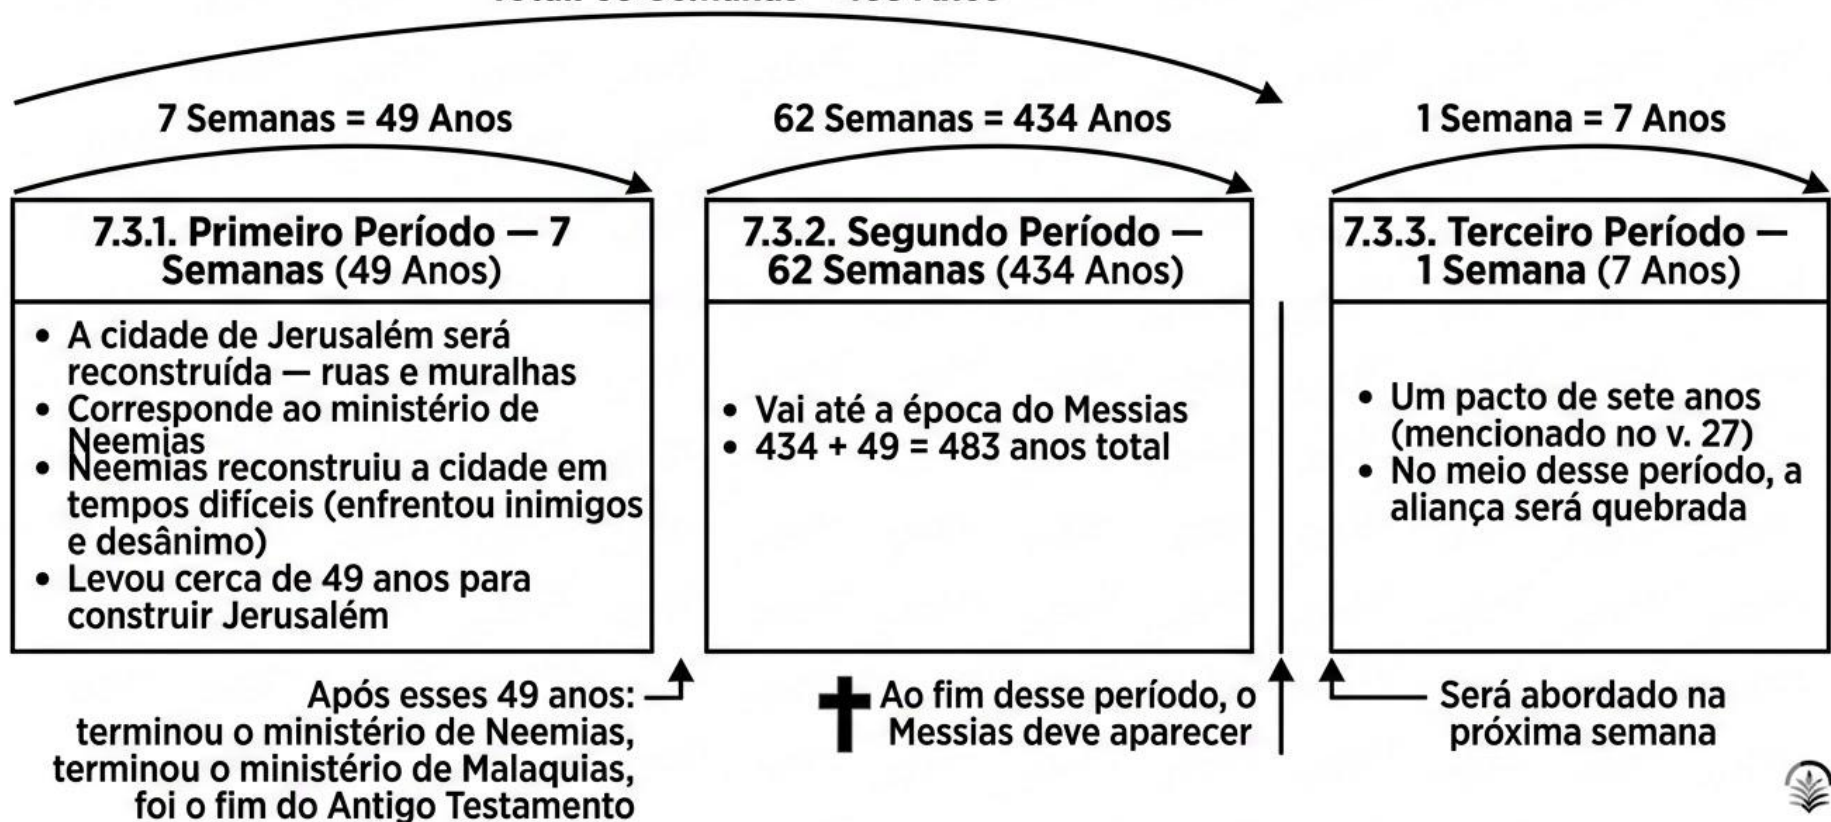 7 Semanas = 49 Anos
62 Semanas = 434 Anos
1 Semana = 7 Anos
7.3.1. Primeiro Período — 7
Semanas (49 Anos)
• A cidade de Jerusalém será
reconstruída — ruas e muralhas
• Corresponde ao ministério de
Neemias
• Neemias reconstruiu a cidade em
tempos difíceis (enfrentou inimigos
e desânimo)
• Levou cerca de 49 anos para
construir Jerusalém
Após esses 49 anos:
terminou o ministério de Neemias,
terminou o ministério de Malaquias,
foi o fim do Antigo Testamento
7.3.2. Segundo Período —
62 Semanas (434 Anos)
• Vai até a época do Messias
• 434 + 49 = 483 anos total
Ao fim desse período, o
Messias deve aparecer
7.3.3. Terceiro Período —
1 Semana (7 Anos)
• Um pacto de sete anos
(mencionado no v. 27)
• No meio desse período, a
aliança será quebrada
Será abordado na
próxima semana